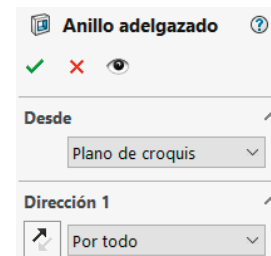 Anillo adelgazado
Desde
Plano de croquis
Dirección 1
Por todo